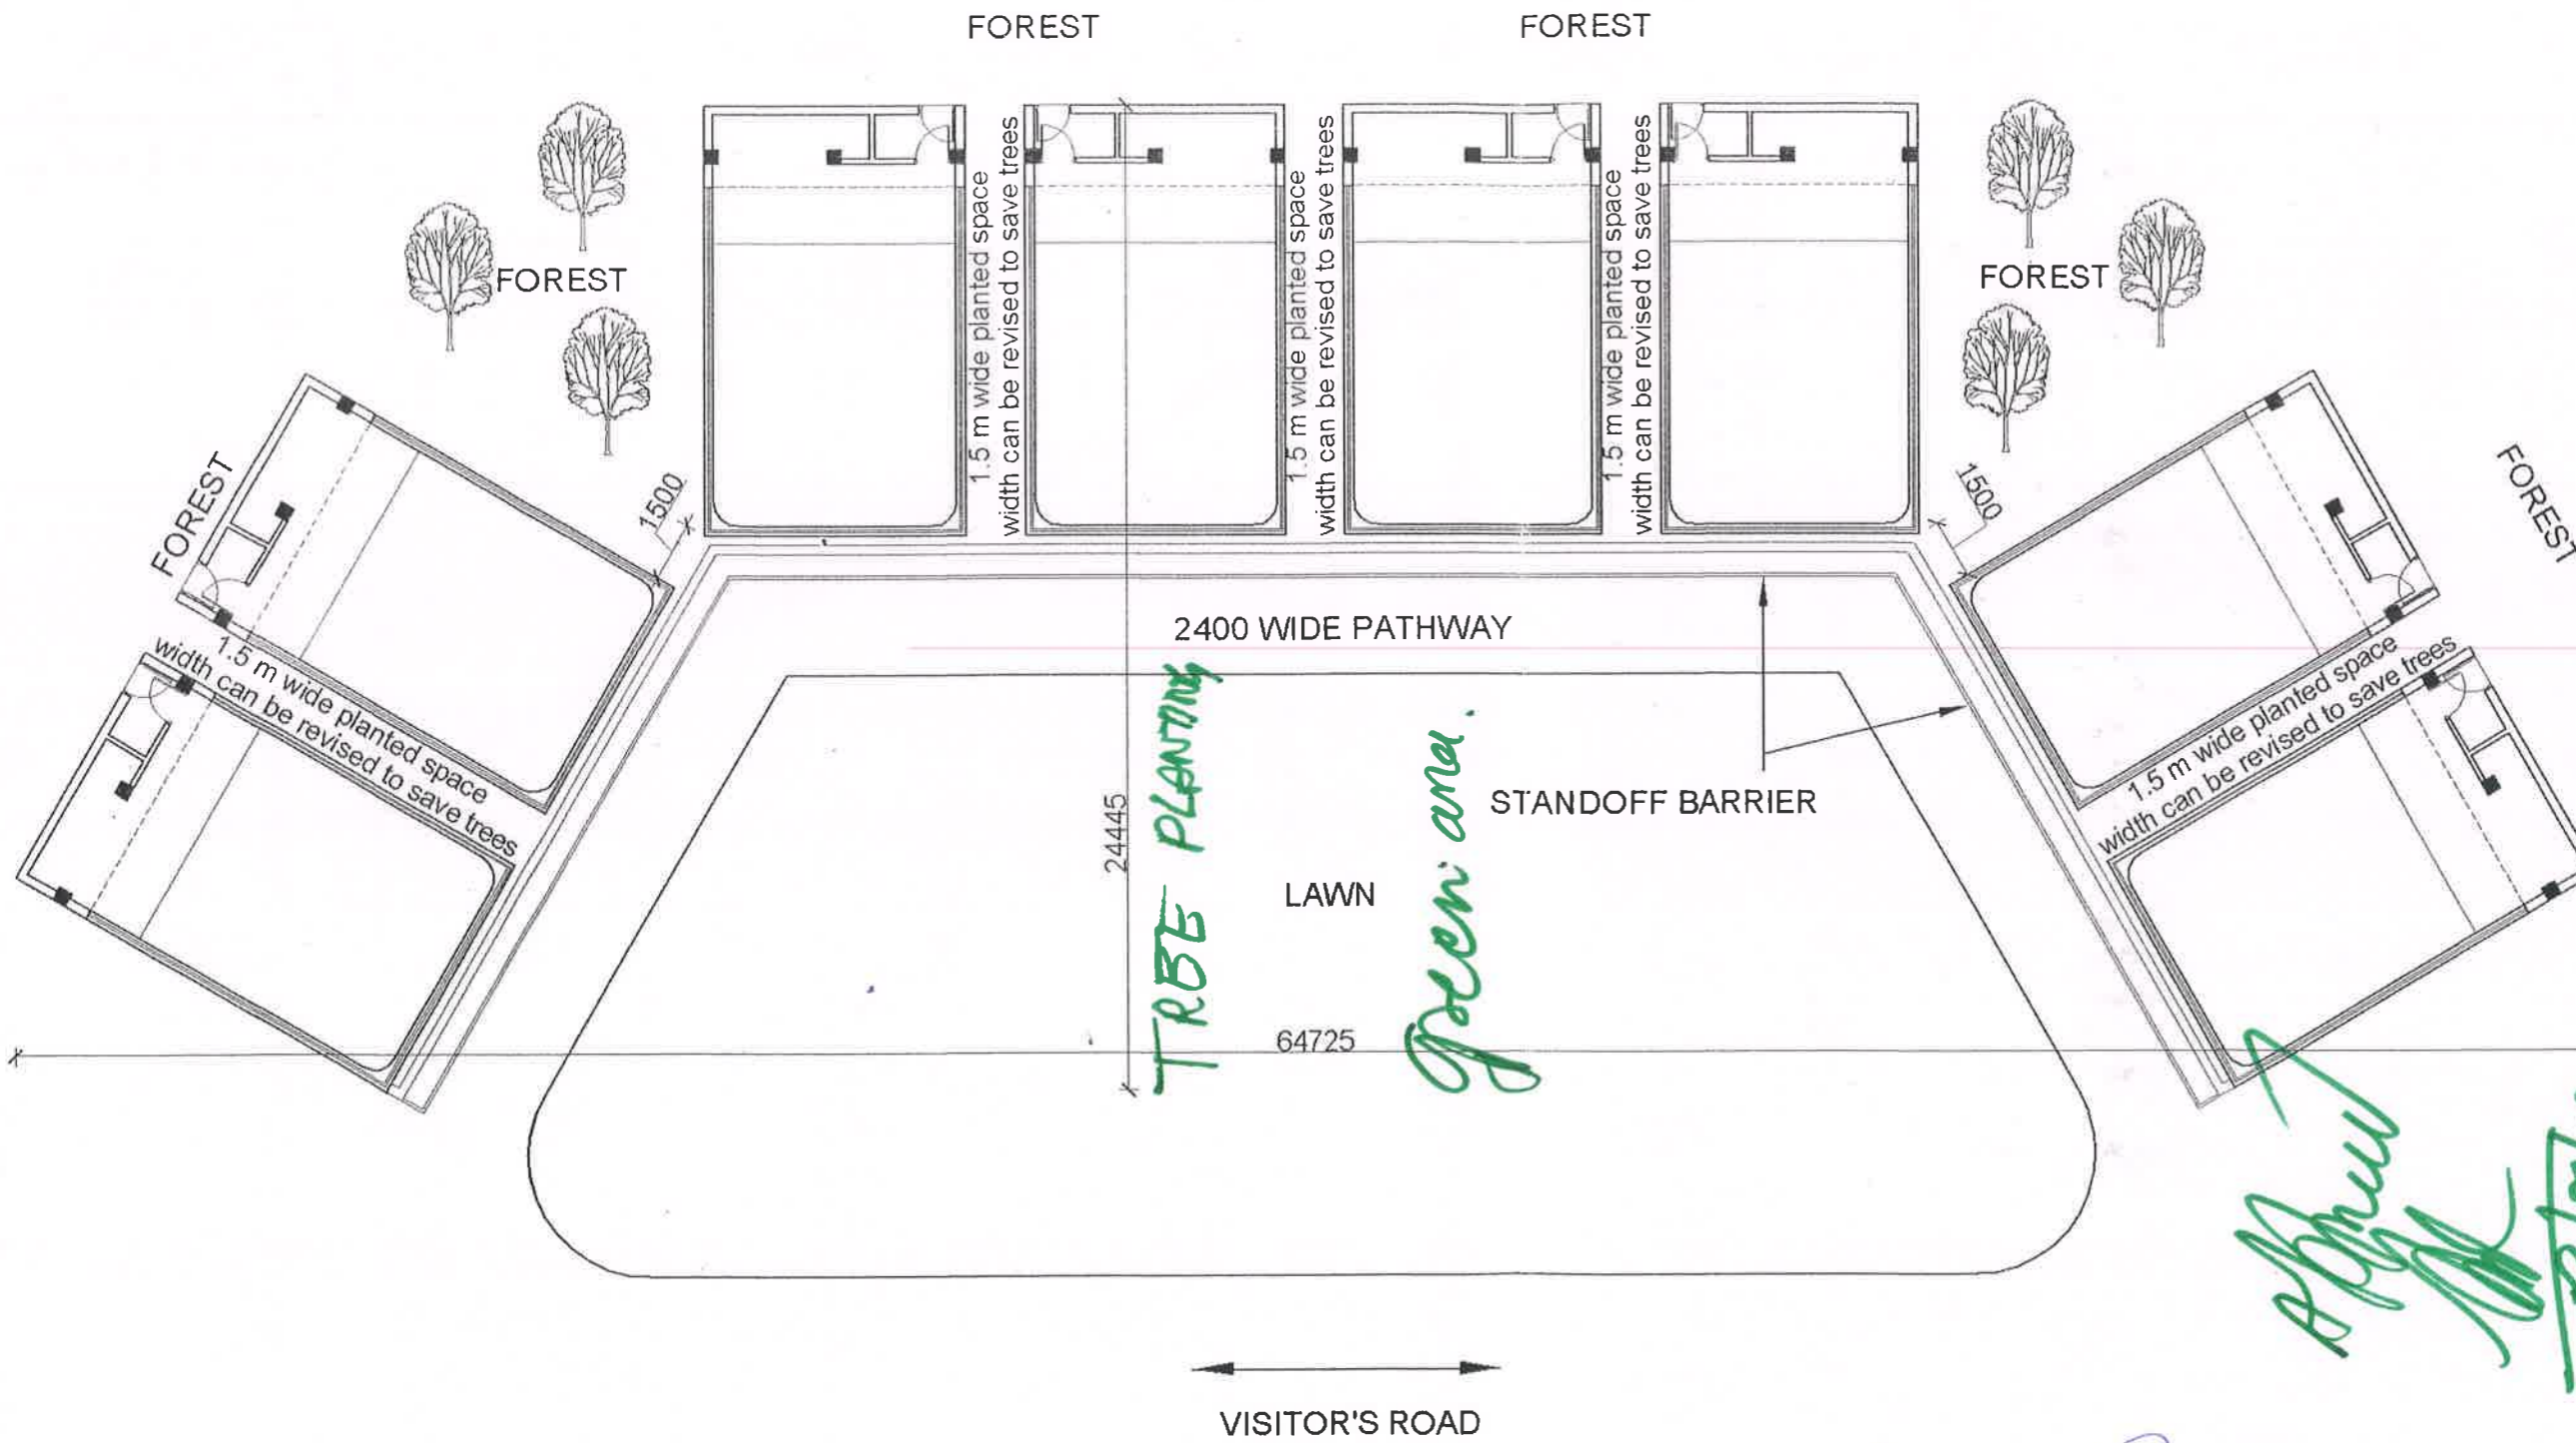 FOREST
FOREST
FOREST
FOREST
FOREST
FOREST
1.5 m wide planted space
width can be revised to save trees
1.5 m wide planted space
width can be revised to save trees
1.5 m wide planted space
width can be revised to save trees
1500
1500
1.5 m wide planted space
width can be revised to save trees
1.5 m wide planted space
width can be revised to save trees
2400 WIDE PATHWAY
TREE PLANTING
green area.
STANDOFF BARRIER
24445
LAWN
64725
VISITOR'S ROAD